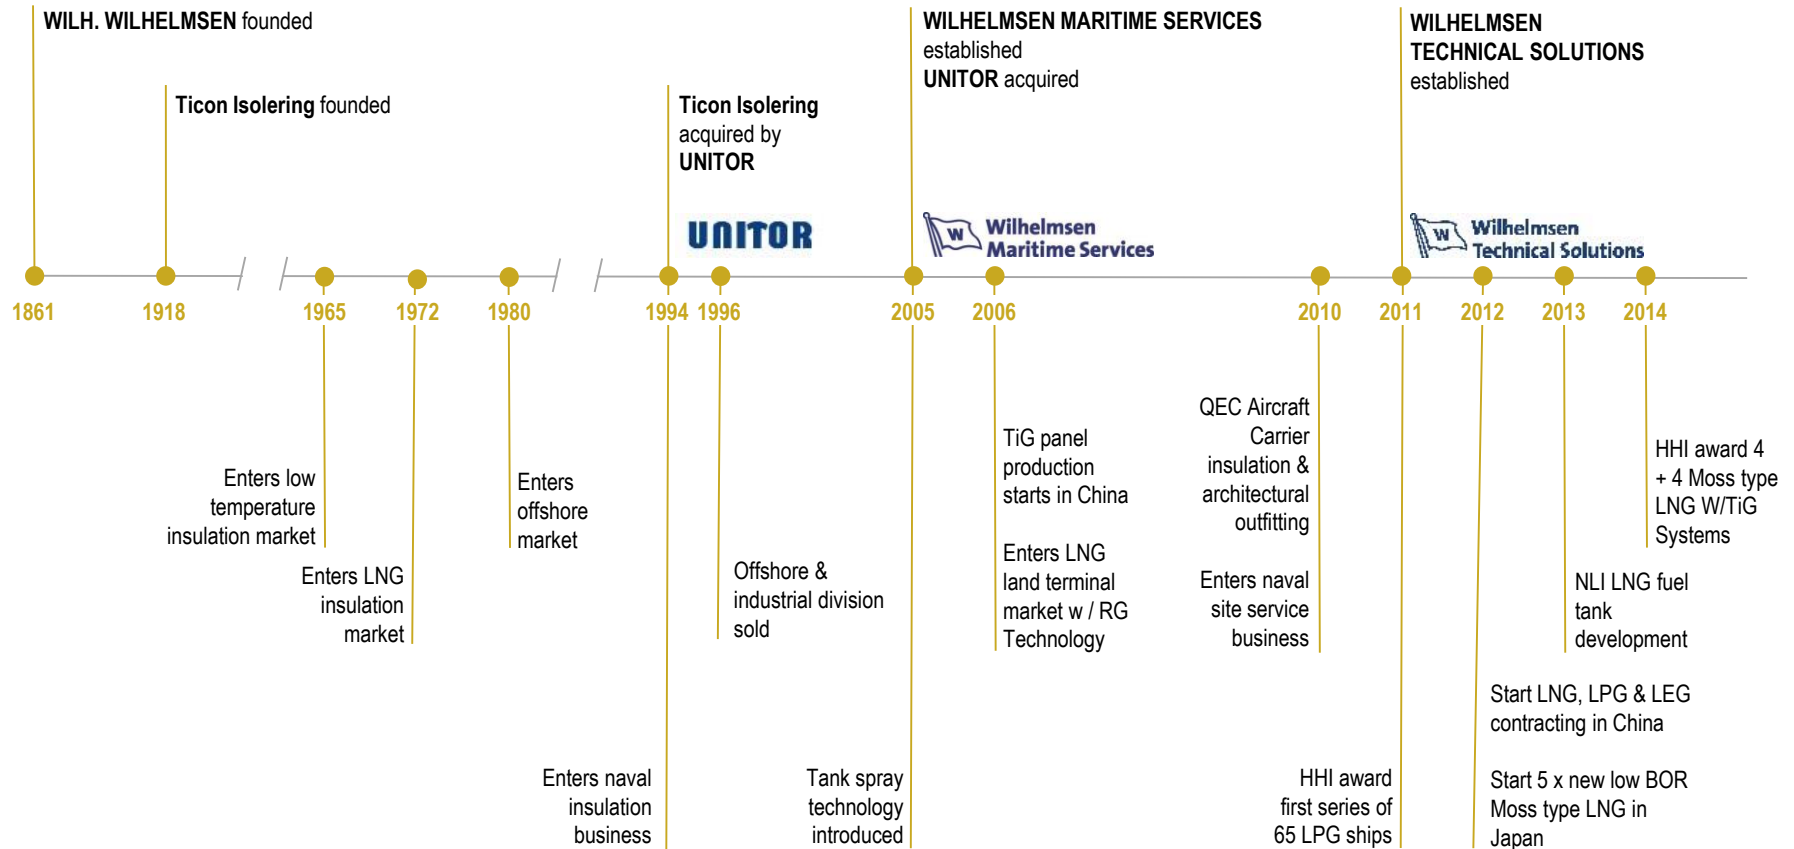 WILH. WILHELMSEN founded
Ticon Isolering founded
Ticon Isolering
acquired by
UNITOR
WILHELMSEN MARITIME SERVICES
established
UNITOR acquired
WILHELMSEN
TECHNICAL SOLUTIONS
established
UNITOR
W
Wilhelmsen
Maritime Services
W
Wilhelmsen
Technical Solutions
1861
1918
1965
1972
1980
1994
1996
2005
2006
2010
2011
2012
2013
2014
Enters low
temperature
insulation market
Enters LNG
insulation
market
Enters
offshore
market
Enters naval
insulation
business
Offshore &
industrial division
sold
Tank spray
technology
introduced
TiG panel
production
starts in China
Enters LNG
land terminal
market w / RG
Technology
QEC Aircraft
Carrier
insulation &
architectural
outfitting
Enters naval
site service
business
HHI award
first series of
65 LPG ships
Start LNG, LPG & LEG
contracting in China
Start 5 x new low BOR
Moss type LNG in
Japan
NLI LNG fuel
tank
development
HHI award 4
+ 4 Moss type
LNG W/TiG
Systems